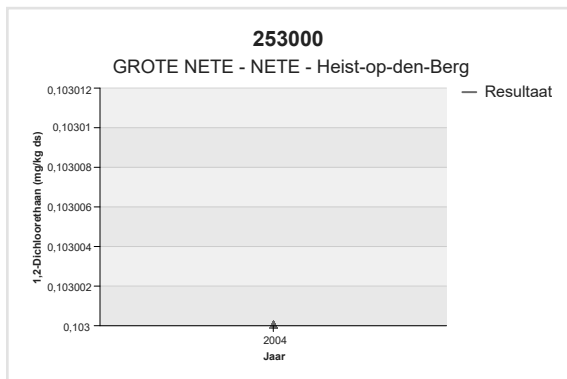 253000
GROTE NETE - NETE - Heist-op-den-Berg
Resultaat
1,2-Dichloorethaan (mg/kg ds)
0,103012
0,10301
0,103008
0,103006
0,103004
0,103002
0,103
2004
Jaar